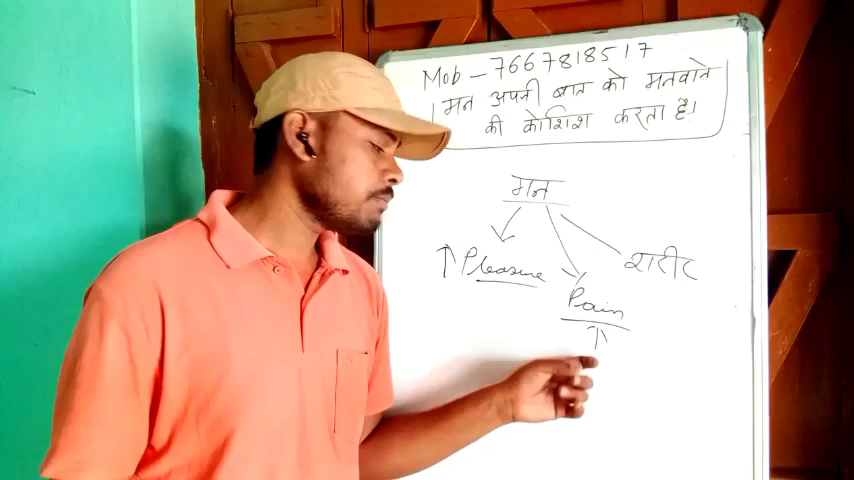 Mob - 7667818517
मन अपनी बात को मनवाने
की कोशिश करता है।
मन
↑ Pleasure
शरीर
Pain
↑